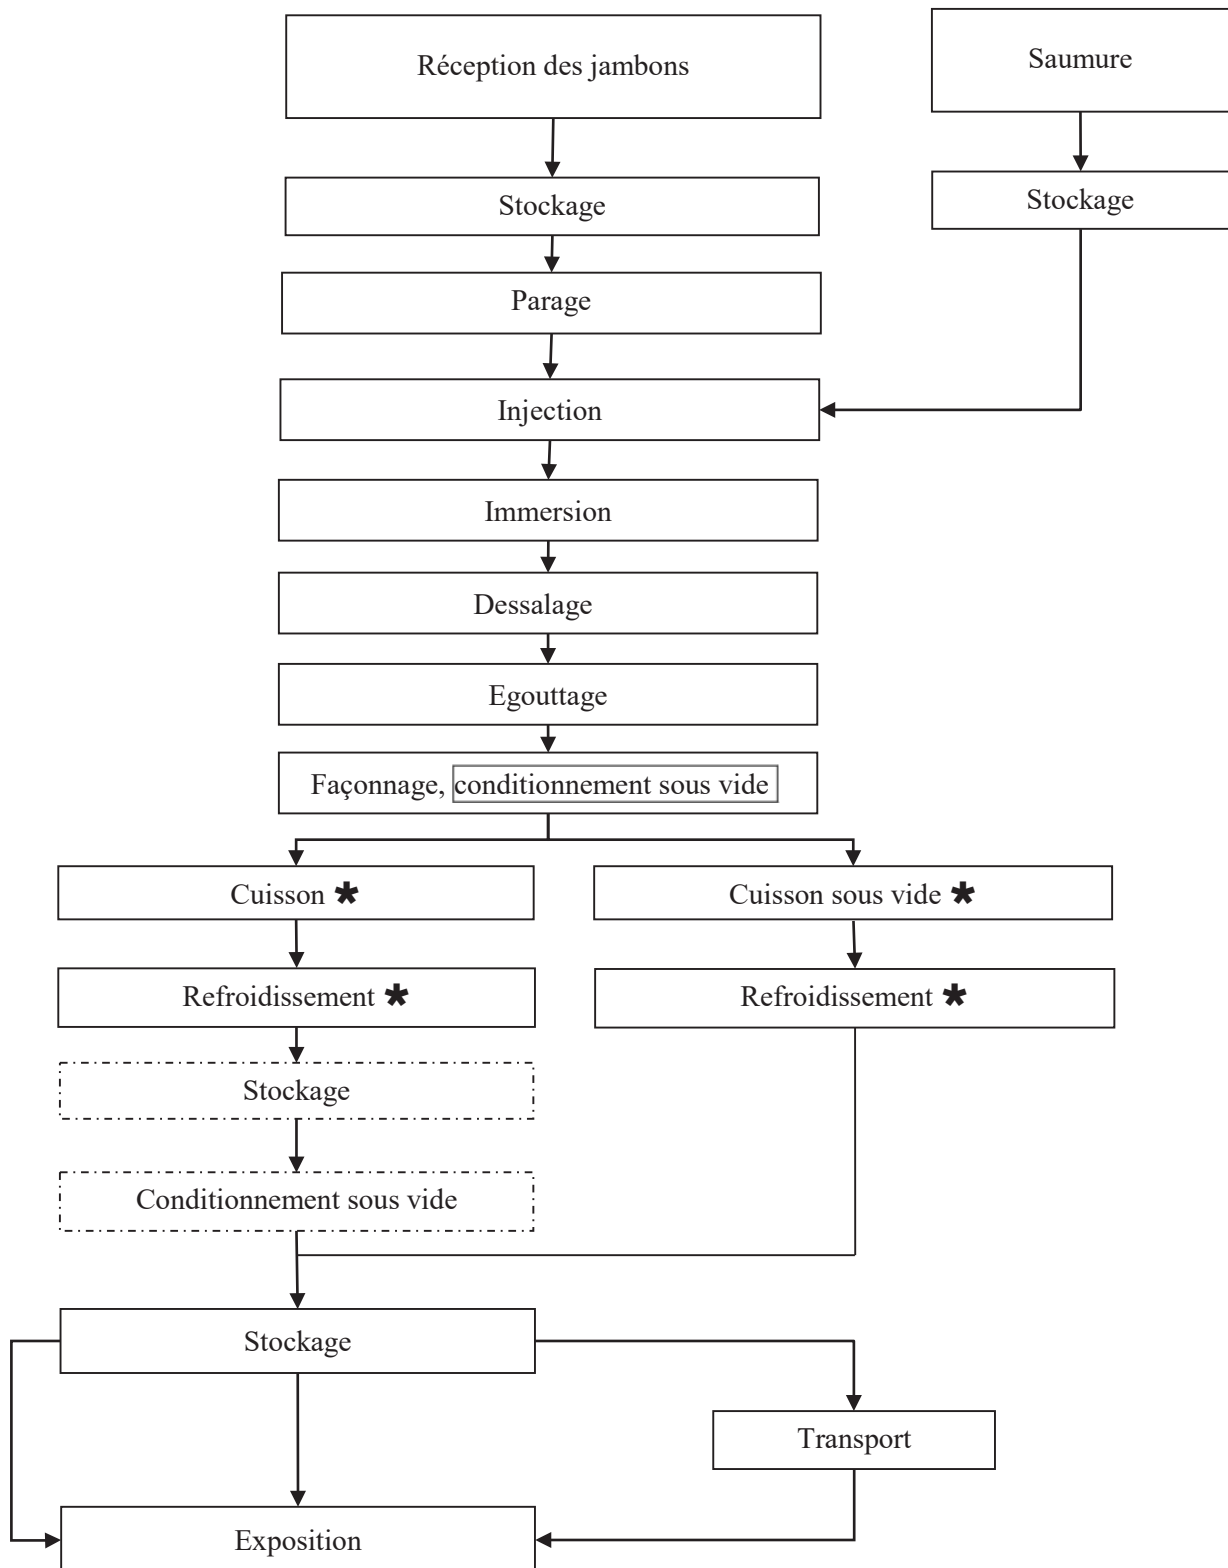 Réception des jambons
Saumure
Stockage
Stockage
Parage
Injection
Immersion
Dessalage
Egouttage
Façonnage, conditionnement sous vide
Cuisson *
Cuisson sous vide *
Refroidissement *
Refroidissement *
Stockage
Conditionnement sous vide
Stockage
Transport
Exposition